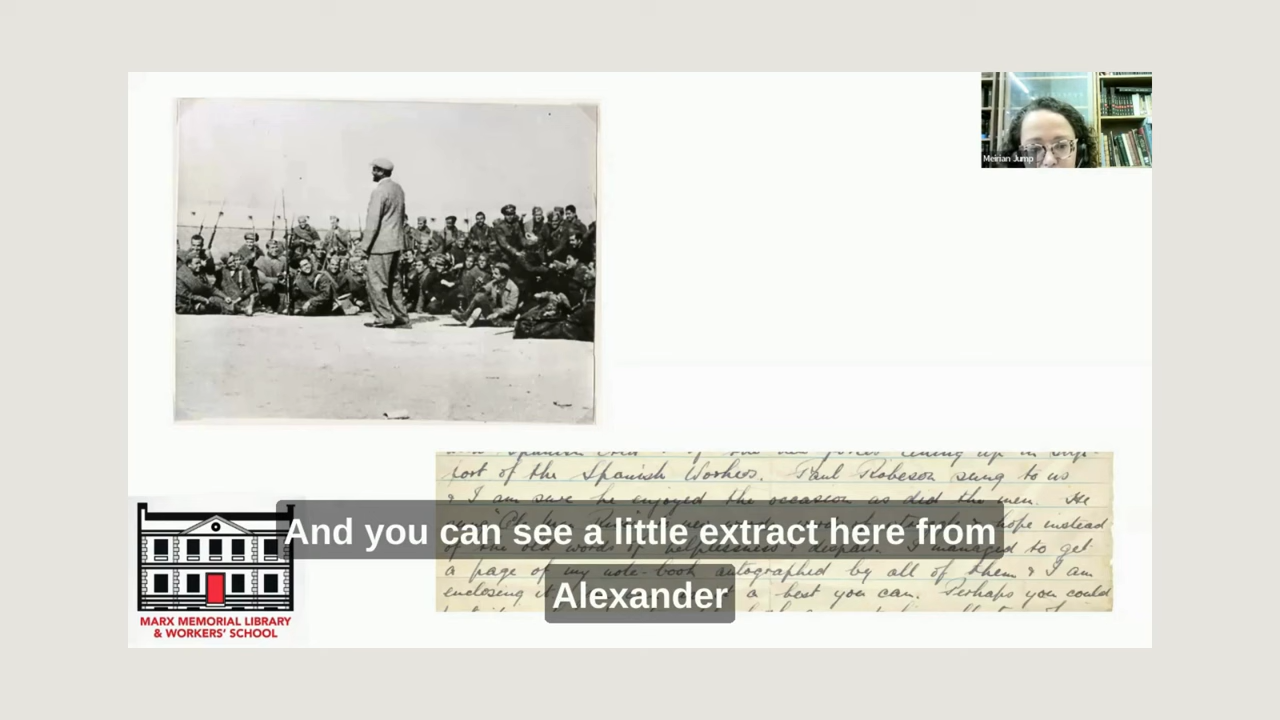 Meirian Jump
port of the Spanish Workers. Paul Robeson sang to us
& I am sure he enjoyed the occasion as did the men. He
hope instead
of the old words of helplessness & despair. I managed to get
a page of my note-book autographed by all of them & I am
enclosing it a best you can. Perhaps you could
And you can see a little extract here from
Alexander
MARX MEMORIAL LIBRARY
& WORKERS' SCHOOL